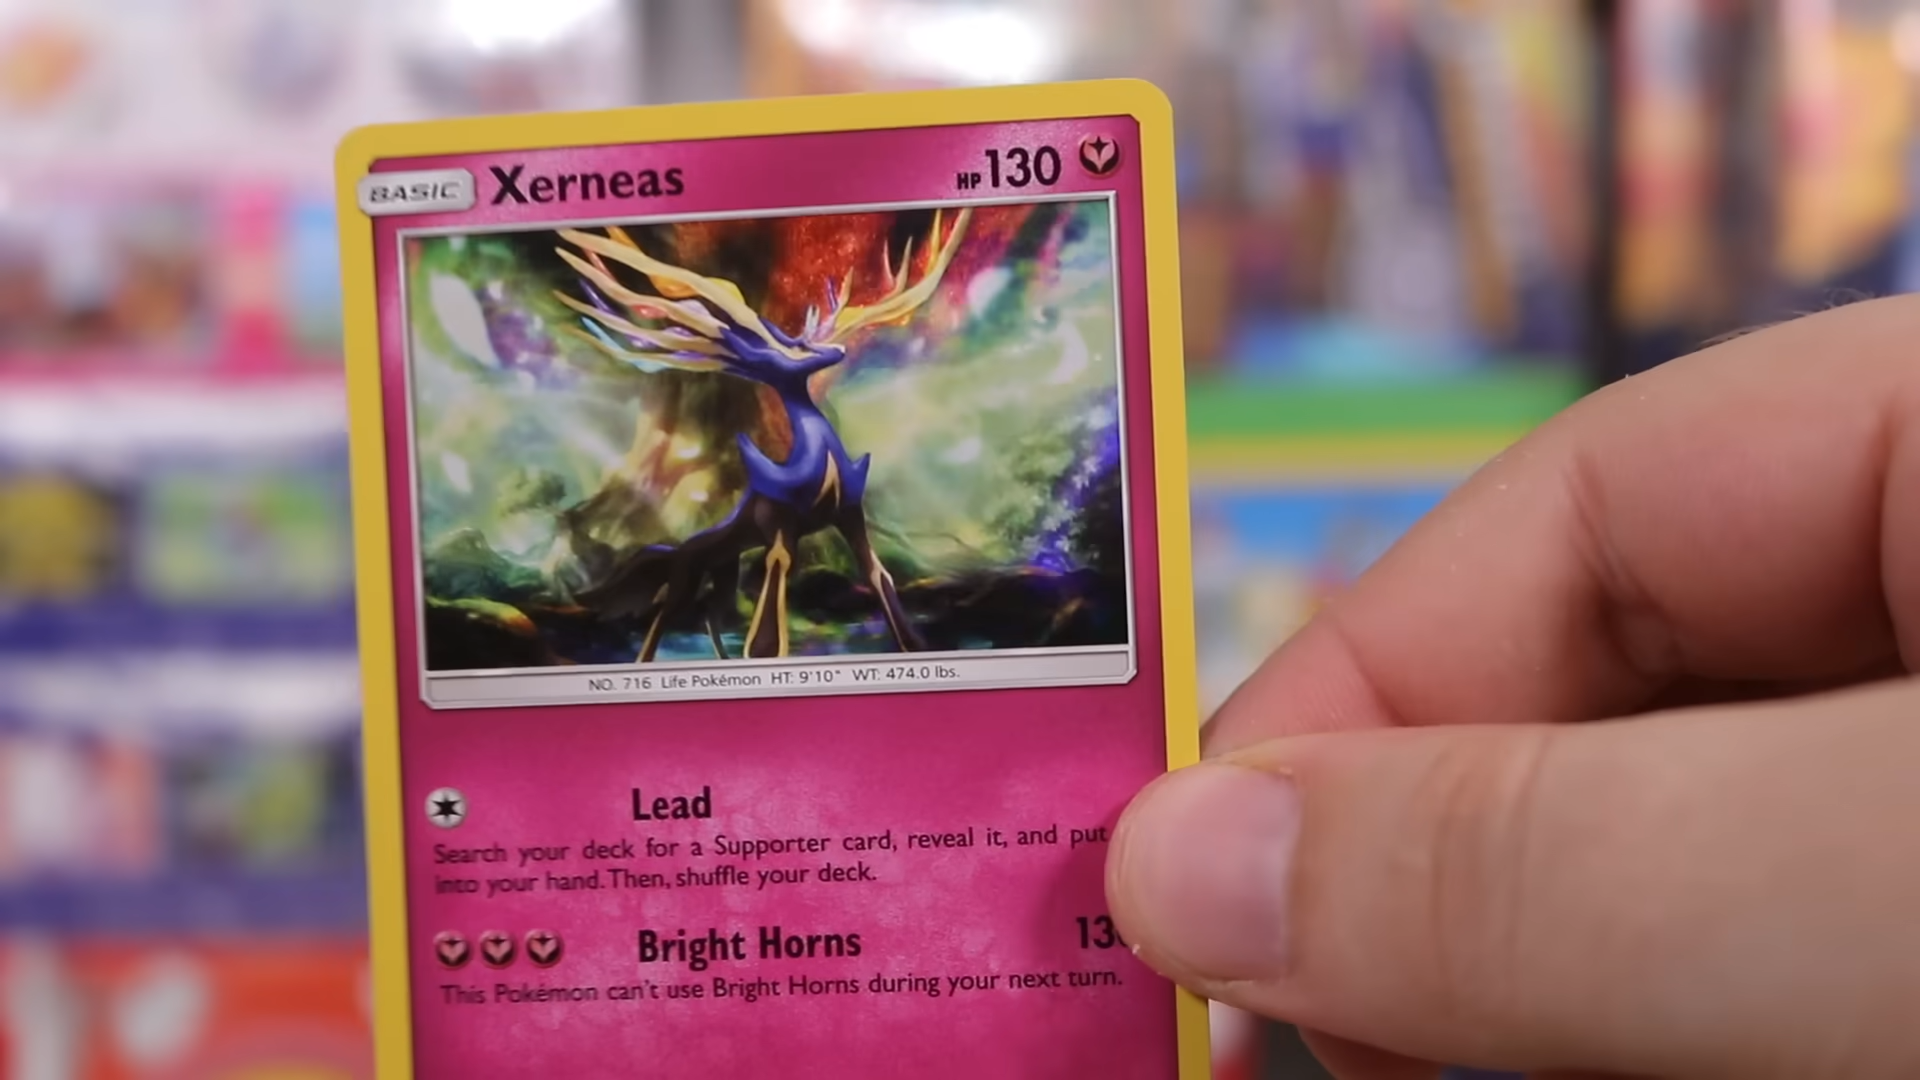 BASIC Xerneas HP 130
NO. 716 Life Pokémon HT: 9'10" WT: 474.0 lbs.
Lead
Search your deck for a Supporter card, reveal it, and put
into your hand. Then, shuffle your deck.
Bright Horns
This Pokémon can't use Bright Horns during your next turn.